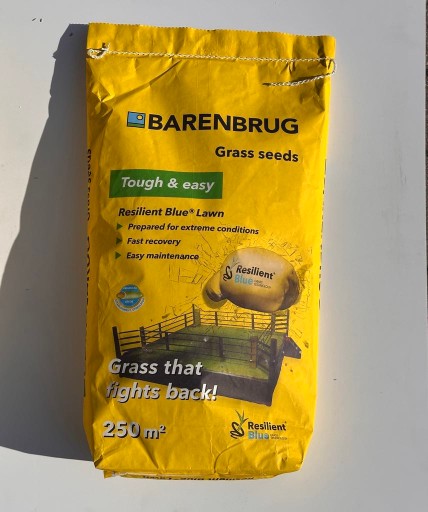 BARENBRUG
Grass seeds
Tough & easy
Resilient Blue® Lawn
Prepared for extreme conditions
Fast recovery
Easy maintenance
Resilient®
Blue
Grass that
fights back!
250 m²
Resilient®
Blue